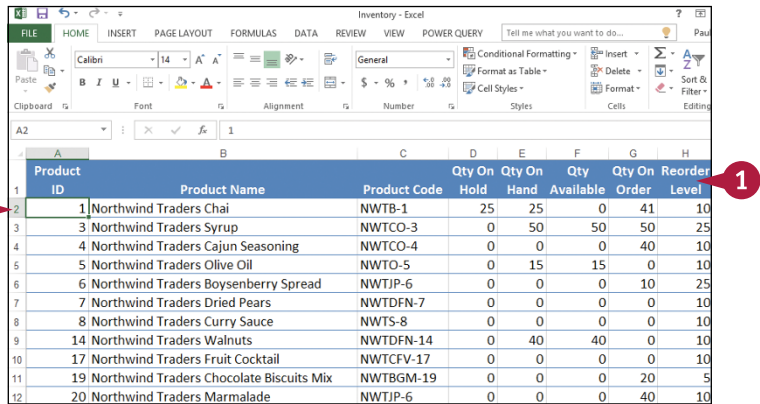 Inventory - Excel ?
FILE HOME INSERT PAGE LAYOUT FORMULAS DATA REVIEW VIEW POWER QUERY Tell me what you want to do... Paul
Calibri 14 A A General Conditional Formatting Insert Σ A Z
Paste B I U A $ % , .0 .00 .00 .0 Format as Table Delete Sort &
Cell Styles Format Filter
Clipboard Font Alignment Number Styles Cells Editing
A2 fx 1
A B C D E F G H
Product Qty On Qty On Qty Qty On Reorder
1 ID Product Name Product Code Hold Hand Available Order Level 1
2 1 Northwind Traders Chai NWTB-1 25 25 0 41 10
3 3 Northwind Traders Syrup NWTCO-3 0 50 50 50 25
4 4 Northwind Traders Cajun Seasoning NWTCO-4 0 0 0 40 10
5 5 Northwind Traders Olive Oil NWTO-5 0 15 15 0 10
6 6 Northwind Traders Boysenberry Spread NWTJP-6 0 0 0 10 25
7 7 Northwind Traders Dried Pears NWTDFN-7 0 0 0 0 10
8 8 Northwind Traders Curry Sauce NWTS-8 0 0 0 0 10
9 14 Northwind Traders Walnuts NWTDFN-14 0 40 40 0 10
10 17 Northwind Traders Fruit Cocktail NWTCFV-17 0 0 0 0 10
11 19 Northwind Traders Chocolate Biscuits Mix NWTBGM-19 0 0 0 20 5
12 20 Northwind Traders Marmalade NWTJP-6 0 0 0 40 10